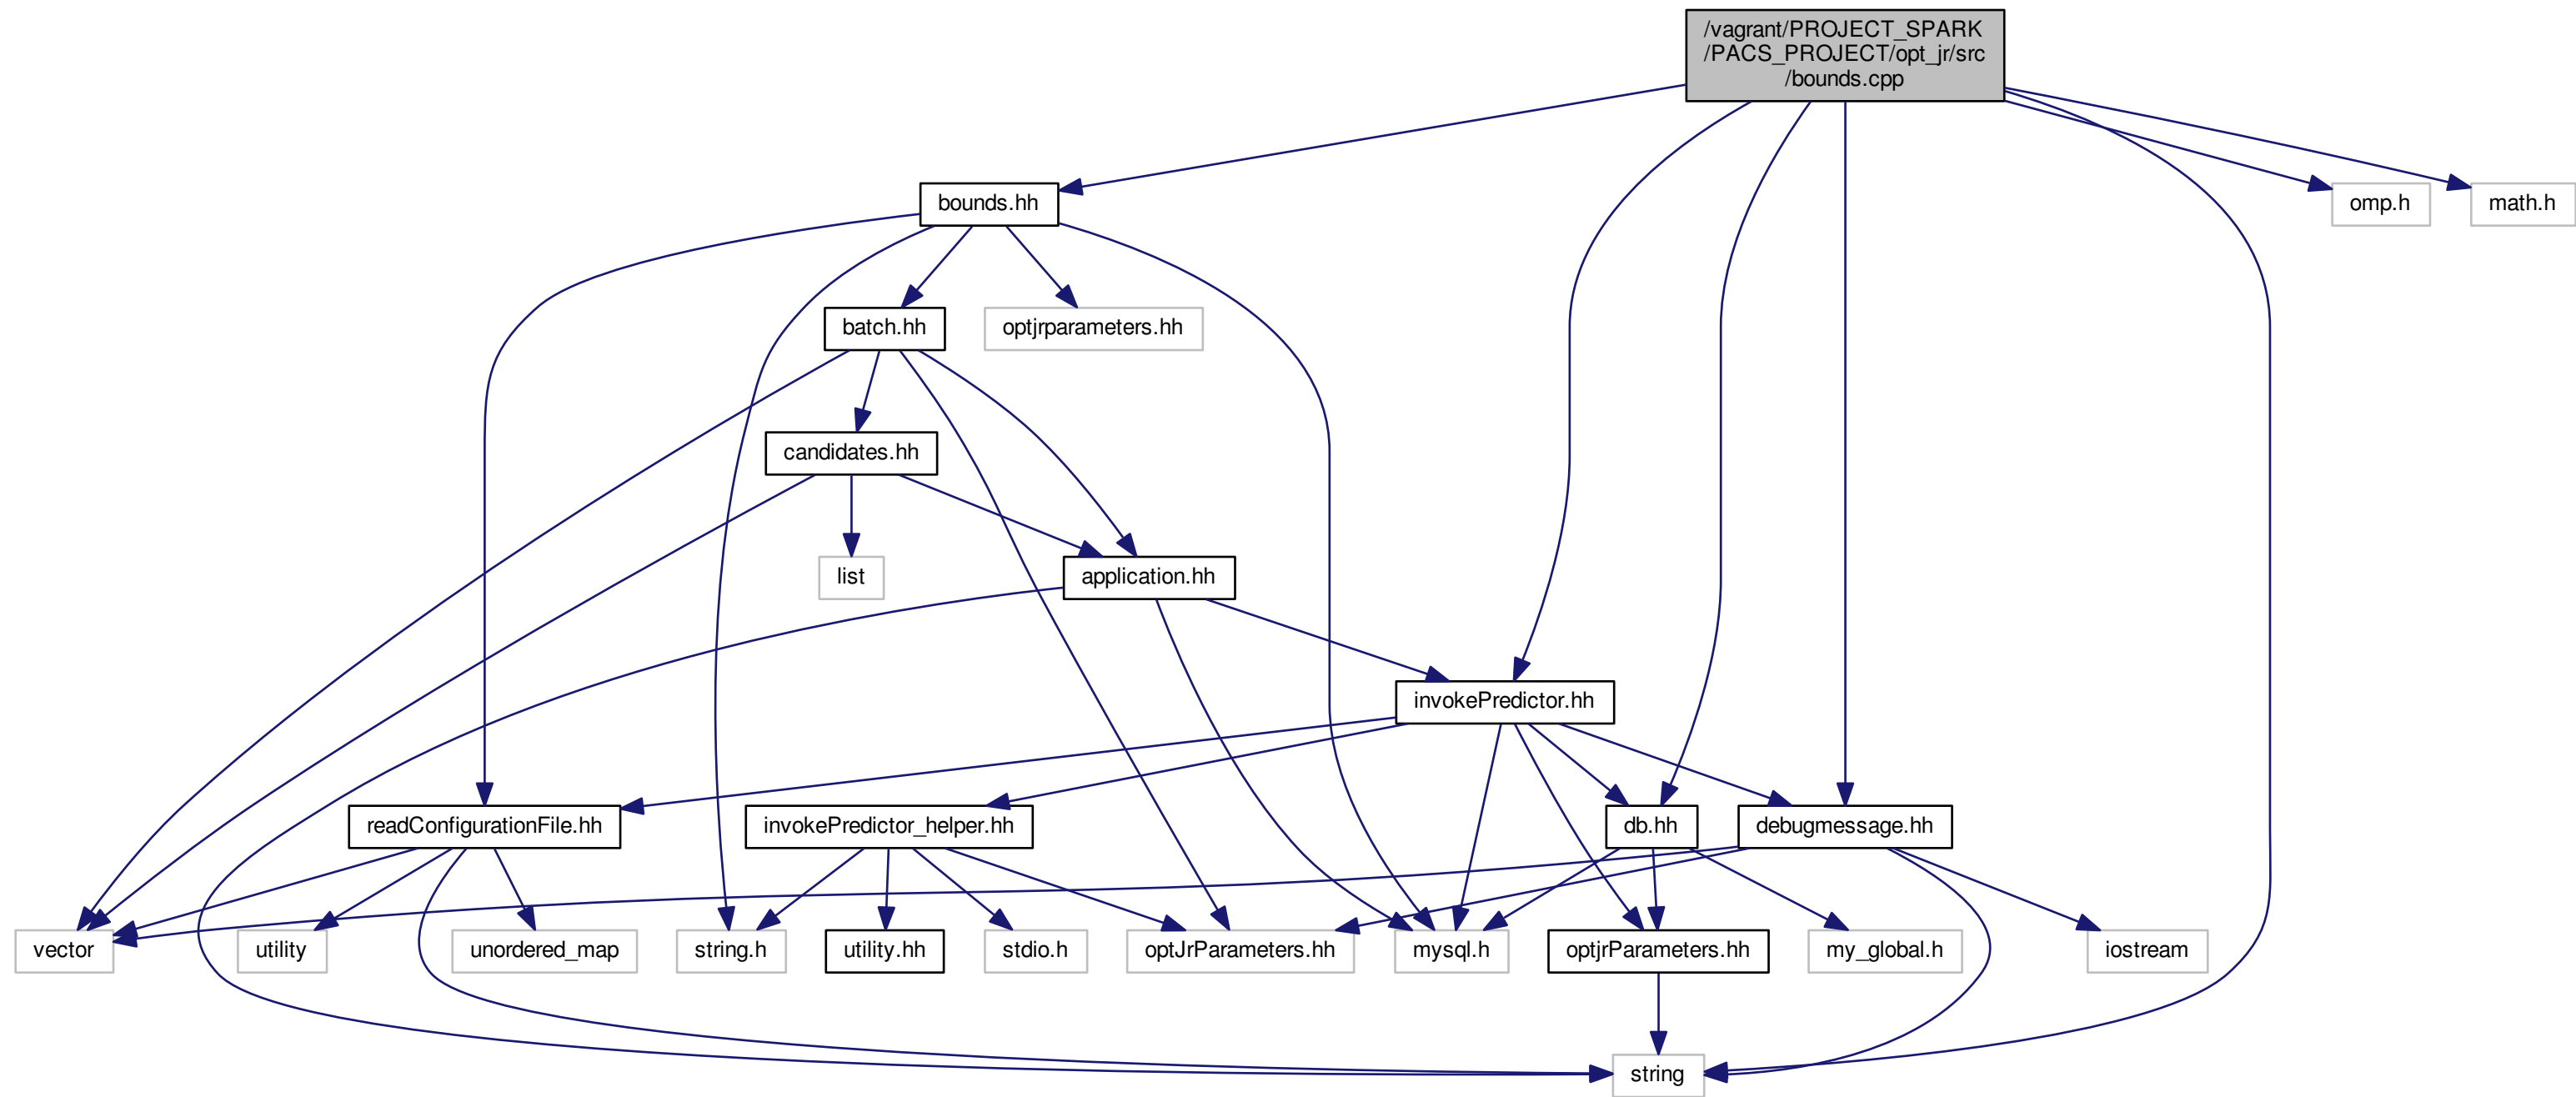 /vagrant/PROJECT_SPARK
/PACS_PROJECT/opt_jr/src
/bounds.cpp
bounds.hh
omp.h
math.h
batch.hh
optjrparameters.hh
candidates.hh
list
application.hh
invokePredictor.hh
readConfigurationFile.hh
invokePredictor_helper.hh
db.hh
debugmessage.hh
vector
utility
unordered_map
string.h
utility.hh
stdio.h
optJrParameters.hh
mysql.h
optjrParameters.hh
my_global.h
iostream
string